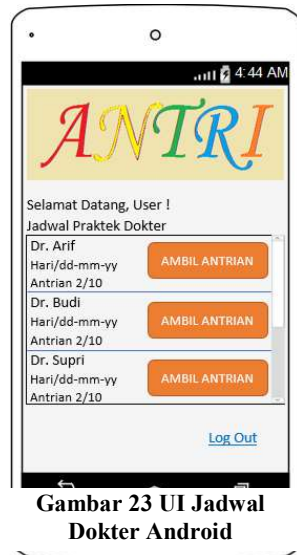 4:44 AM
ANTRI
Selamat Datang, User !
Jadwal Praktek Dokter
Dr. Arif
Hari/dd-mm-yy
Antrian 2/10
AMBIL ANTRIAN
Dr. Budi
Hari/dd-mm-yy
Antrian 2/10
AMBIL ANTRIAN
Dr. Supri
Hari/dd-mm-yy
Antrian 2/10
AMBIL ANTRIAN
Log Out
Gambar 23 UI Jadwal
Dokter Android